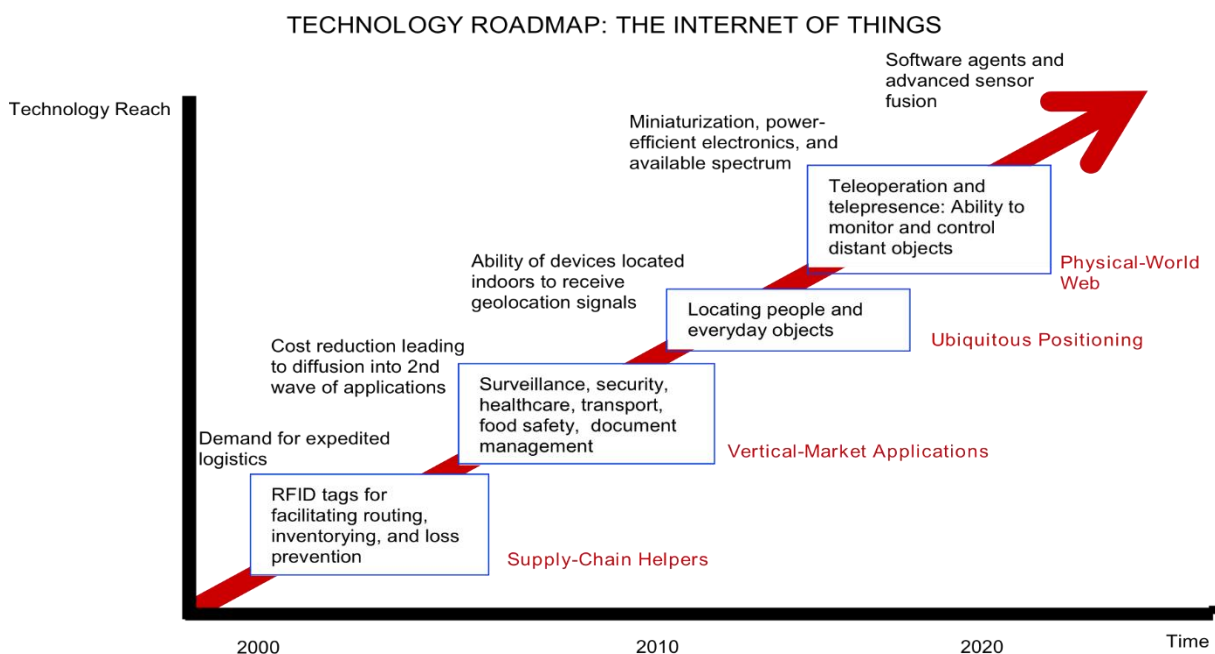 TECHNOLOGY ROADMAP: THE INTERNET OF THINGS
Technology Reach
Software agents and
advanced sensor
fusion
Miniaturization, power-
efficient electronics, and
available spectrum
Teleoperation and
telepresence: Ability to
monitor and control
distant objects
Physical-World
Web
Ability of devices located
indoors to receive
geolocation signals
Locating people and
everyday objects
Ubiquitous Positioning
Cost reduction leading
to diffusion into 2nd
wave of applications
Surveillance, security,
healthcare, transport,
food safety, document
management
Vertical-Market Applications
Demand for expedited
logistics
RFID tags for
facilitating routing,
inventorying, and loss
prevention
Supply-Chain Helpers
2000
2010
2020
Time